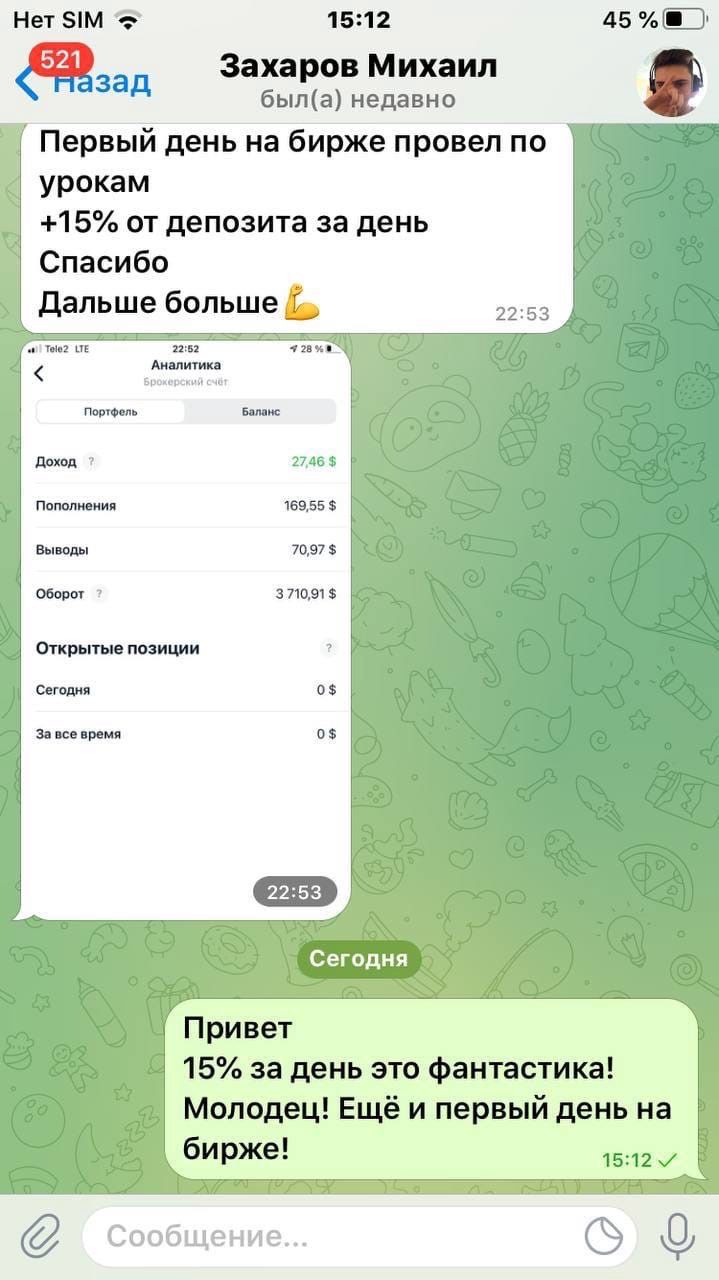 Нет SIM 15:12 45 %
521
Назад
Захаров Михаил
был(а) недавно
Первый день на бирже провел по
урокам
+15% от депозита за день
Спасибо
Дальше больше💪
22:53
Tele2 LTE 22:52 28 %
Аналитика
Брокерский счёт
Портфель Баланс
Доход ? 27,46 $
Пополнения 169,55 $
Выводы 70,97 $
Оборот ? 3 710,91 $
Открытые позиции ?
Сегодня 0 $
За все время 0 $
22:53
Сегодня
Привет
15% за день это фантастика!
Молодец! Ещё и первый день на
бирже!
15:12
Сообщение...